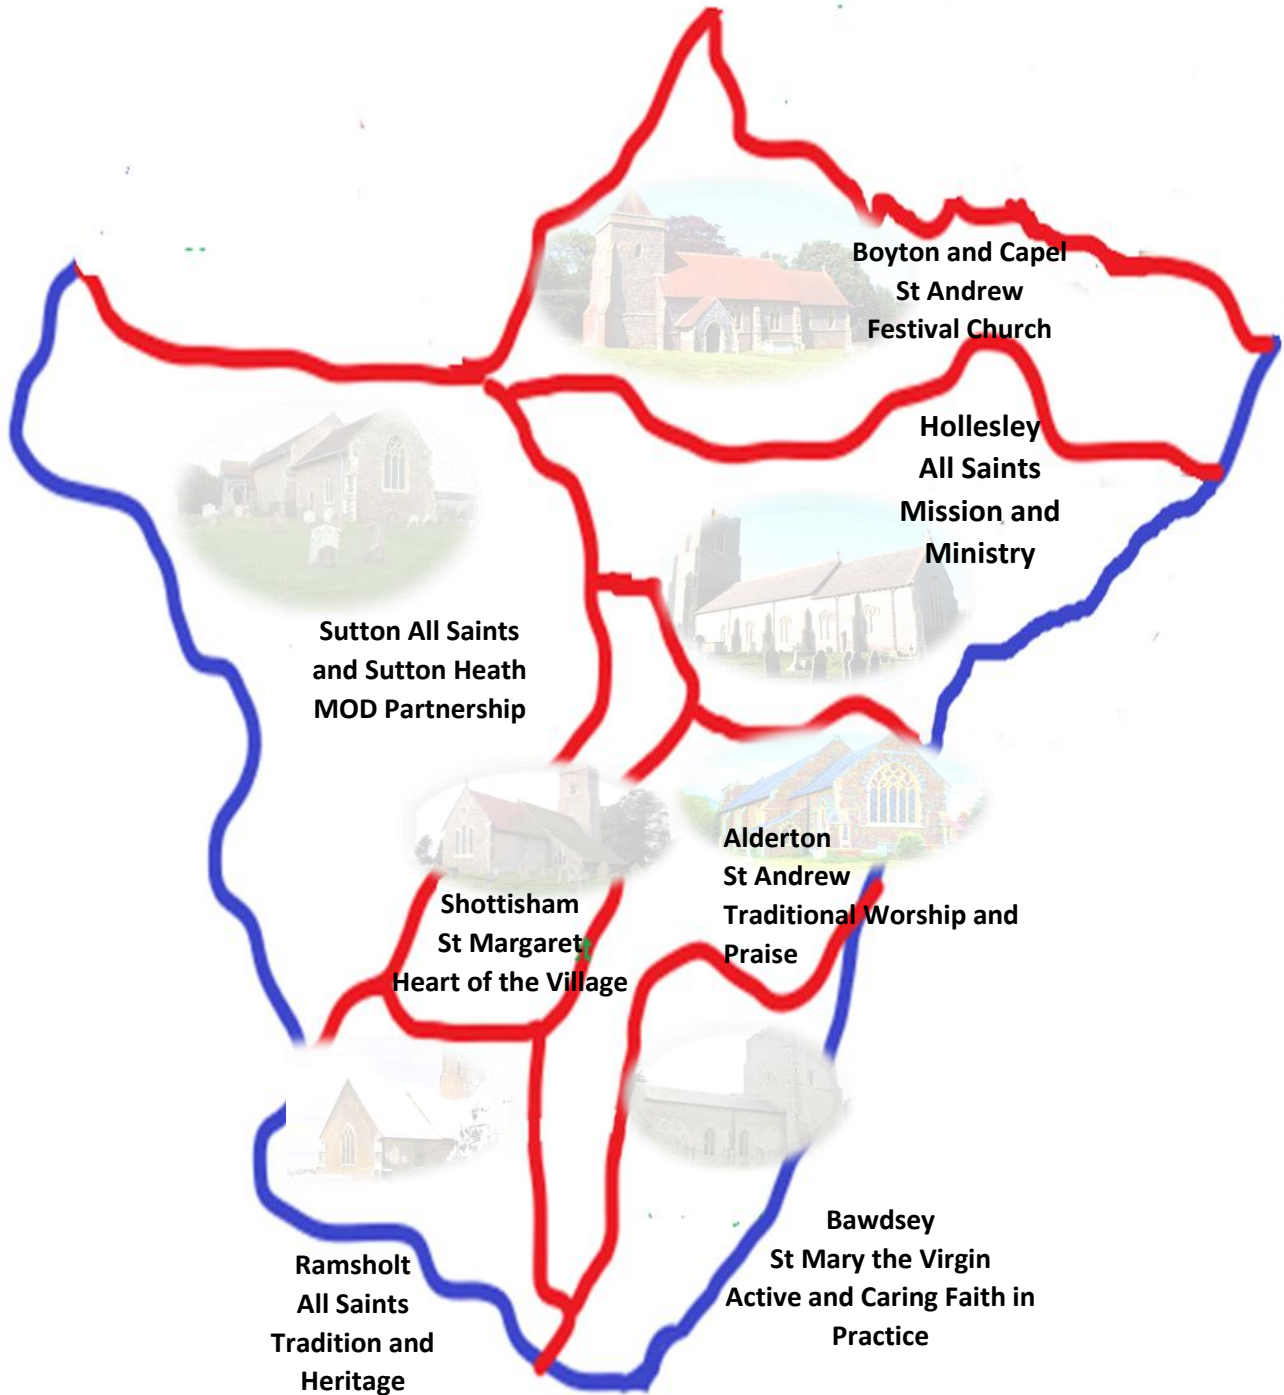 Boyton and Capel
St Andrew
Festival Church
Hollesley
All Saints
Mission and
Ministry
Sutton All Saints
and Sutton Heath
MOD Partnership
Alderton
St Andrew
Traditional Worship and
Praise
Shottisham
St Margaret
Heart of the Village
Bawdsey
St Mary the Virgin
Active and Caring Faith in
Practice
Ramsholt
All Saints
Tradition and
Heritage